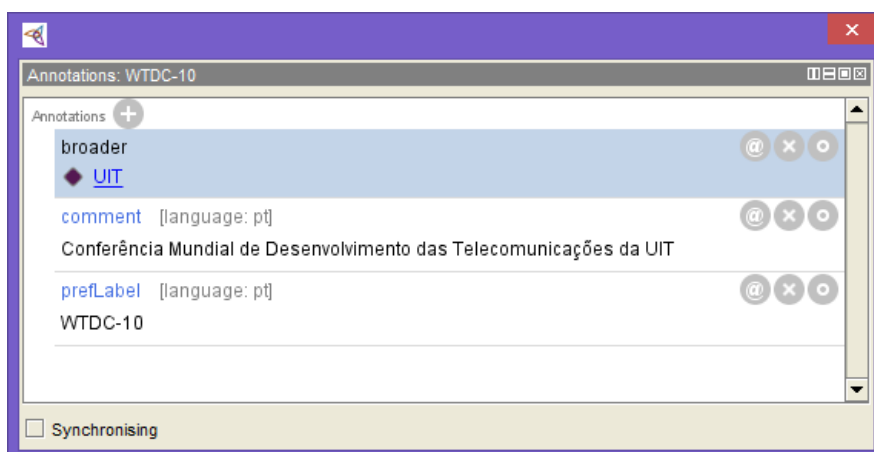 Annotations: WTDC-10
Annotations
broader
UIT
comment [language: pt]
Conferência Mundial de Desenvolvimento das Telecomunicações da UIT
prefLabel [language: pt]
WTDC-10
Synchronising